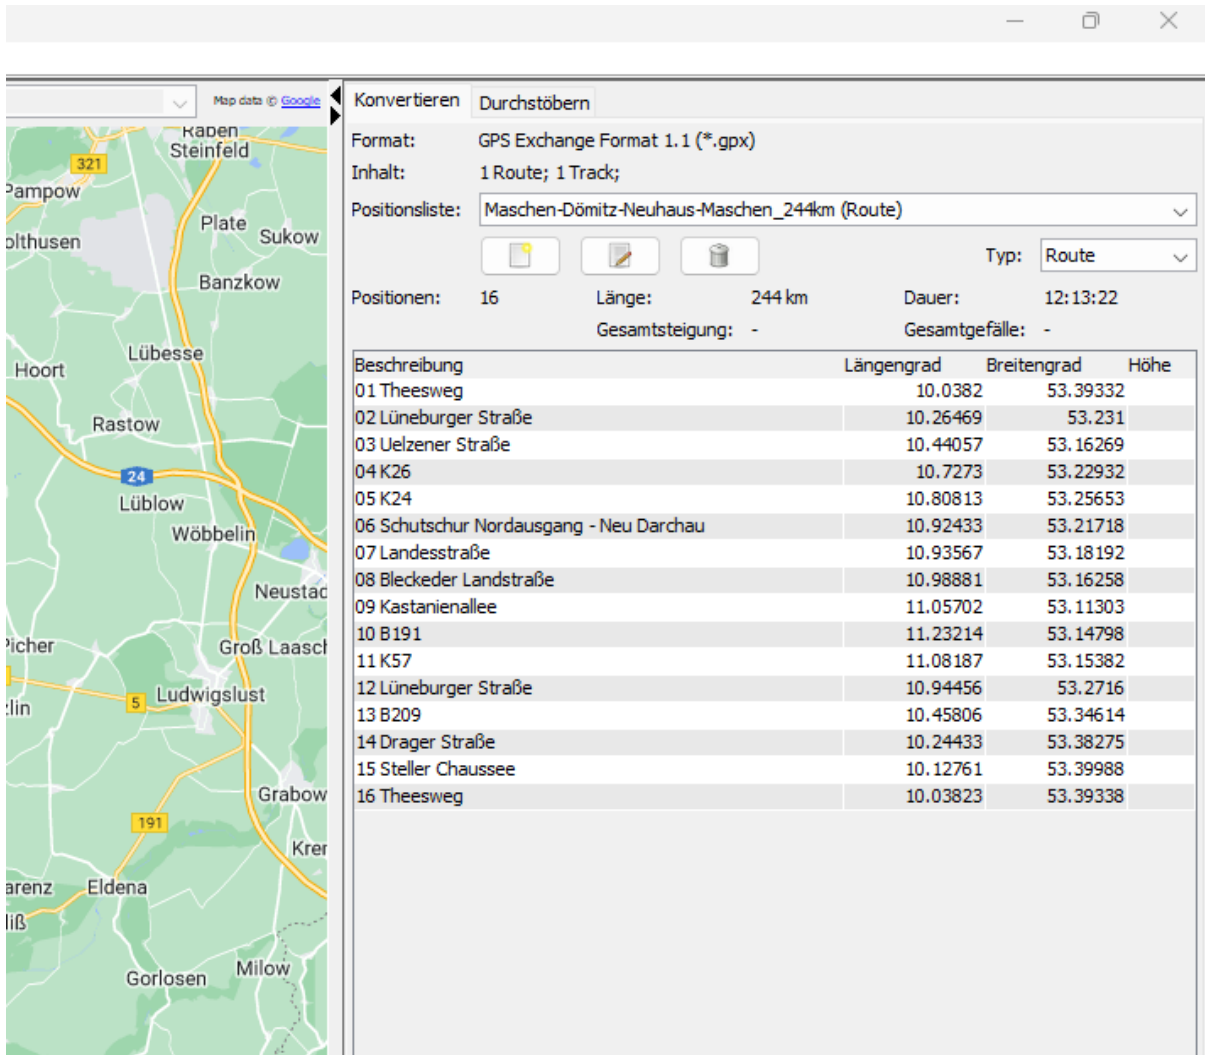 Map data © Google
Konvertieren
Durchstöbern
Format: GPS Exchange Format 1.1 (*.gpx)
Inhalt: 1 Route; 1 Track;
Positionsliste: Maschen-Dömitz-Neuhaus-Maschen_244km (Route)
Typ: Route
Positionen: 16 Länge: 244 km Dauer: 12:13:22
Gesamtsteigung: - Gesamtgefälle: -
Beschreibung Längengrad Breitengrad Höhe
01 Theesweg 10.0382 53.39332
02 Lüneburger Straße 10.26469 53.231
03 Uelzener Straße 10.44057 53.16269
04 K26 10.7273 53.22932
05 K24 10.80813 53.25653
06 Schutschur Nordausgang - Neu Darchau 10.92433 53.21718
07 Landesstraße 10.93567 53.18192
08 Bleckeder Landstraße 10.98881 53.16258
09 Kastanienallee 11.05702 53.11303
10 B191 11.23214 53.14798
11 K57 11.08187 53.15382
12 Lüneburger Straße 10.94456 53.2716
13 B209 10.45806 53.34614
14 Drager Straße 10.24433 53.38275
15 Steller Chaussee 10.12761 53.39988
16 Theesweg 10.03823 53.39338
Raben
Steinfeld
321
Pampow
Plate
Sukow
olthusen
Banzkow
Lübesse
Hoort
Rastow
24
Lüblow
Wöbbelin
Neustad
Picher
Groß Laasch
Ludwigslust
5
zlin
Grabow
191
Krem
arenz
Eldena
liß
Milow
Gorlosen